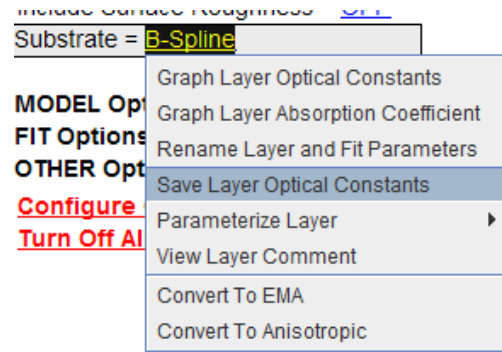 Include Surface Roughness = OFF
Substrate = B-Spline
Graph Layer Optical Constants
Graph Layer Absorption Coefficient
Rename Layer and Fit Parameters
Save Layer Optical Constants
Parameterize Layer
View Layer Comment
Convert To EMA
Convert To Anisotropic
MODEL Opt
FIT Options
OTHER Opt
Configure
Turn Off Al